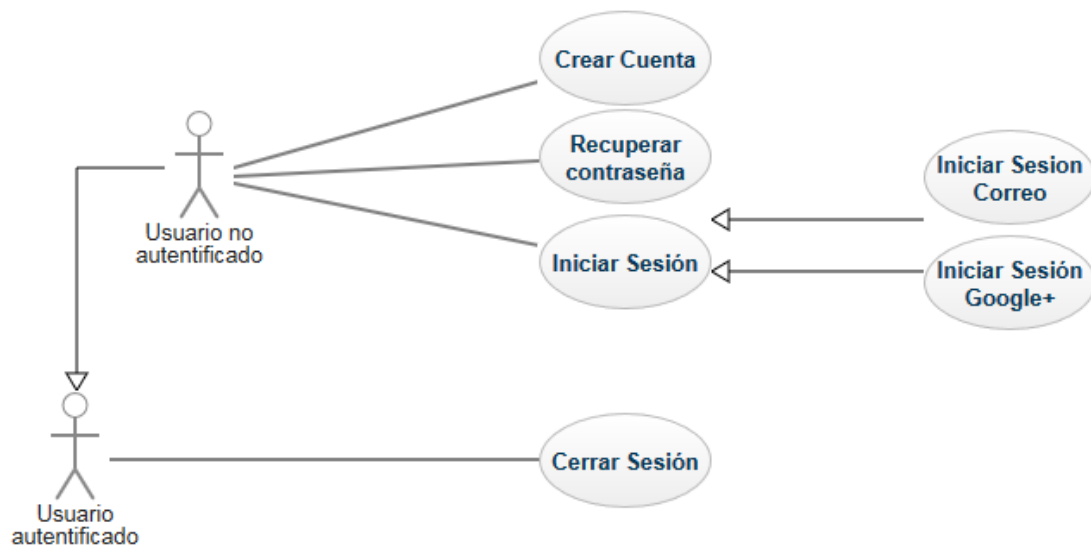 Crear Cuenta
Recuperar
contraseña
Iniciar Sesion
Correo
Usuario no
autentificado
Iniciar Sesión
Iniciar Sesión
Google+
Cerrar Sesión
Usuario
autentificado